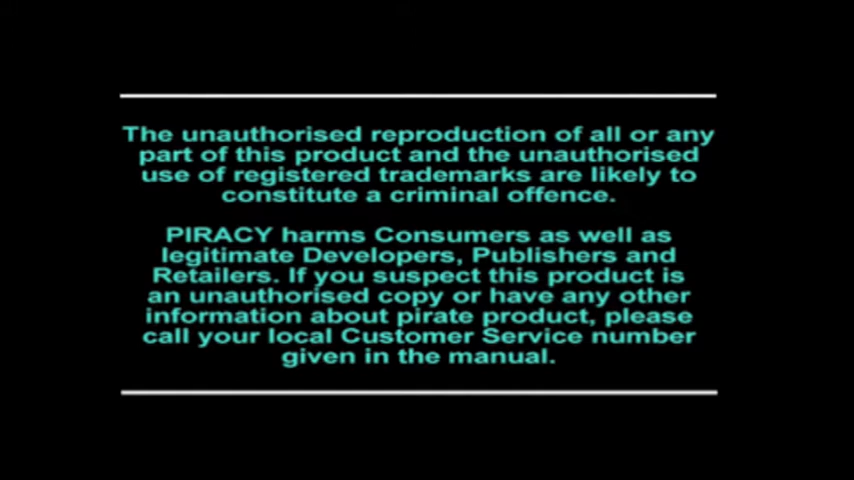 The unauthorised reproduction of all or any
part of this product and the unauthorised
use of registered trademarks are likely to
constitute a criminal offence.
PIRACY harms Consumers as well as
legitimate Developers, Publishers and
Retailers. If you suspect this product is
an unauthorised copy or have any other
information about pirate product, please
call your local Customer Service number
given in the manual.